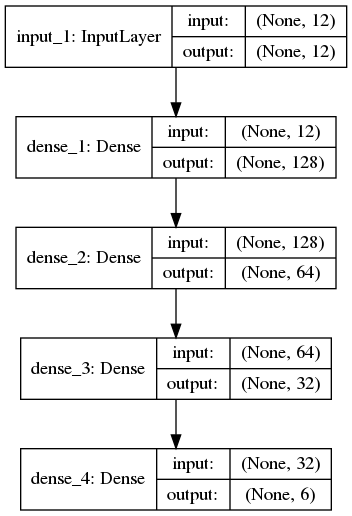 input_1: InputLayer
input: (None, 12)
output: (None, 12)
dense_1: Dense
input: (None, 12)
output: (None, 128)
dense_2: Dense
input: (None, 128)
output: (None, 64)
dense_3: Dense
input: (None, 64)
output: (None, 32)
dense_4: Dense
input: (None, 32)
output: (None, 6)